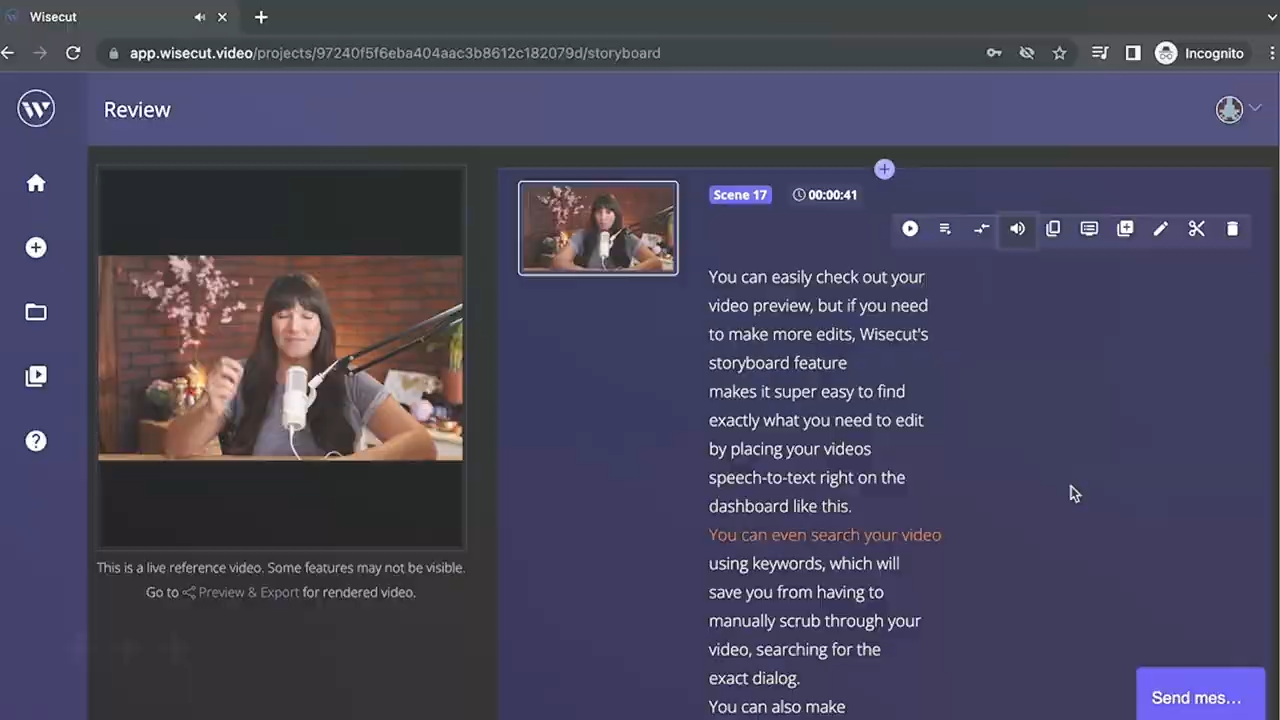 Wisecut
app.wisecut.video/projects/97240f5f6eba404aac3b8612c182079d/storyboard
Incognito
Review
Scene 17
00:00:41
You can easily check out your
video preview, but if you need
to make more edits, Wisecut's
storyboard feature
makes it super easy to find
exactly what you need to edit
by placing your videos
speech-to-text right on the
dashboard like this.
You can even search your video
using keywords, which will
save you from having to
manually scrub through your
video, searching for the
exact dialog.
You can also make
This is a live reference video. Some features may not be visible.
Go to Preview & Export for rendered video.
Send mes...